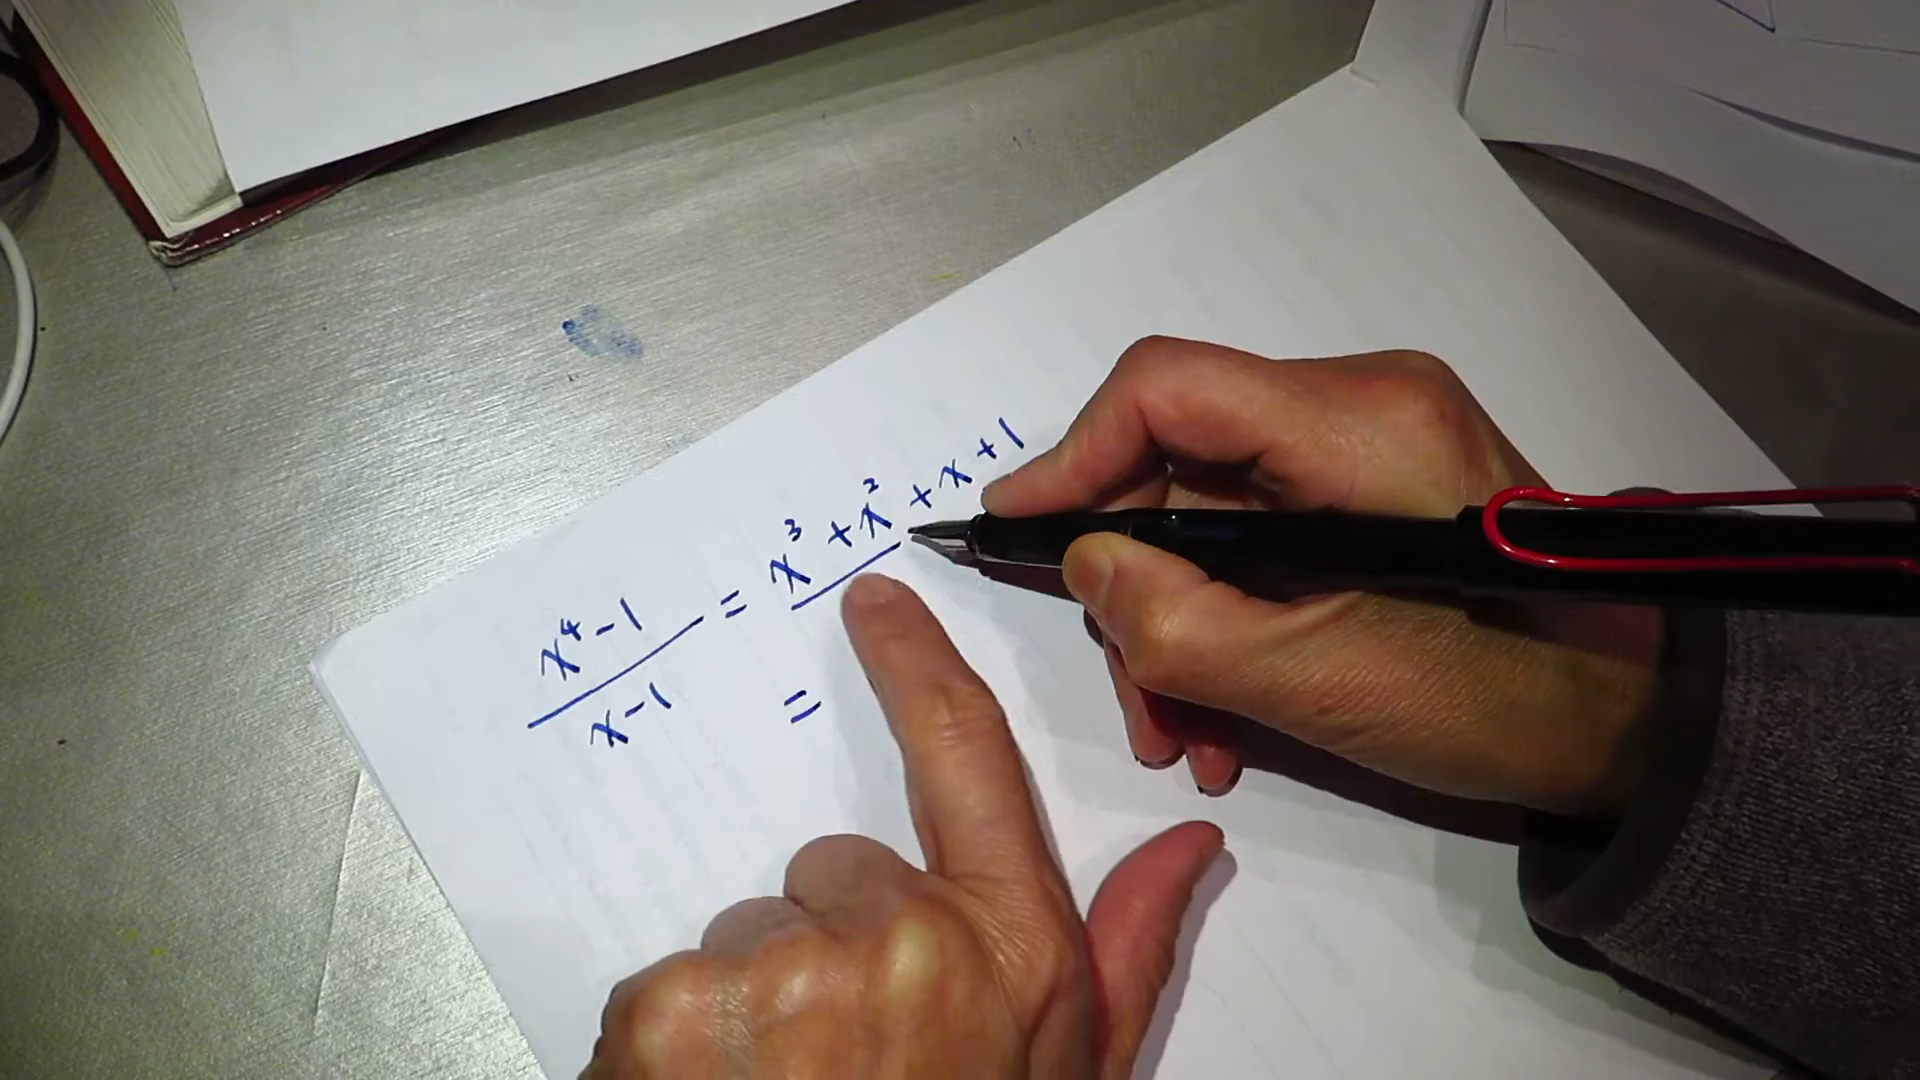 x⁴-1
x-1
= x³+x²+x+1
=